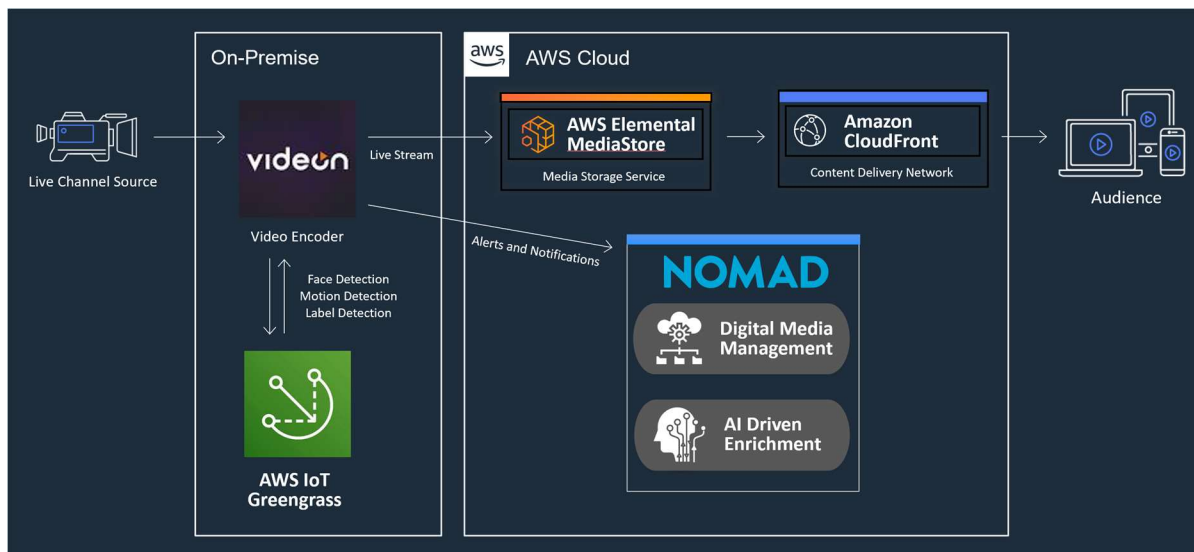 On-Premise
aws
AWS Cloud
Live Channel Source
videon
Video Encoder
Live Stream
AWS Elemental
MediaStore
Media Storage Service
Amazon
CloudFront
Content Delivery Network
Audience
Alerts and Notifications
Face Detection
Motion Detection
Label Detection
AWS IoT
Greengrass
NOMAD
Digital Media
Management
AI Driven
Enrichment